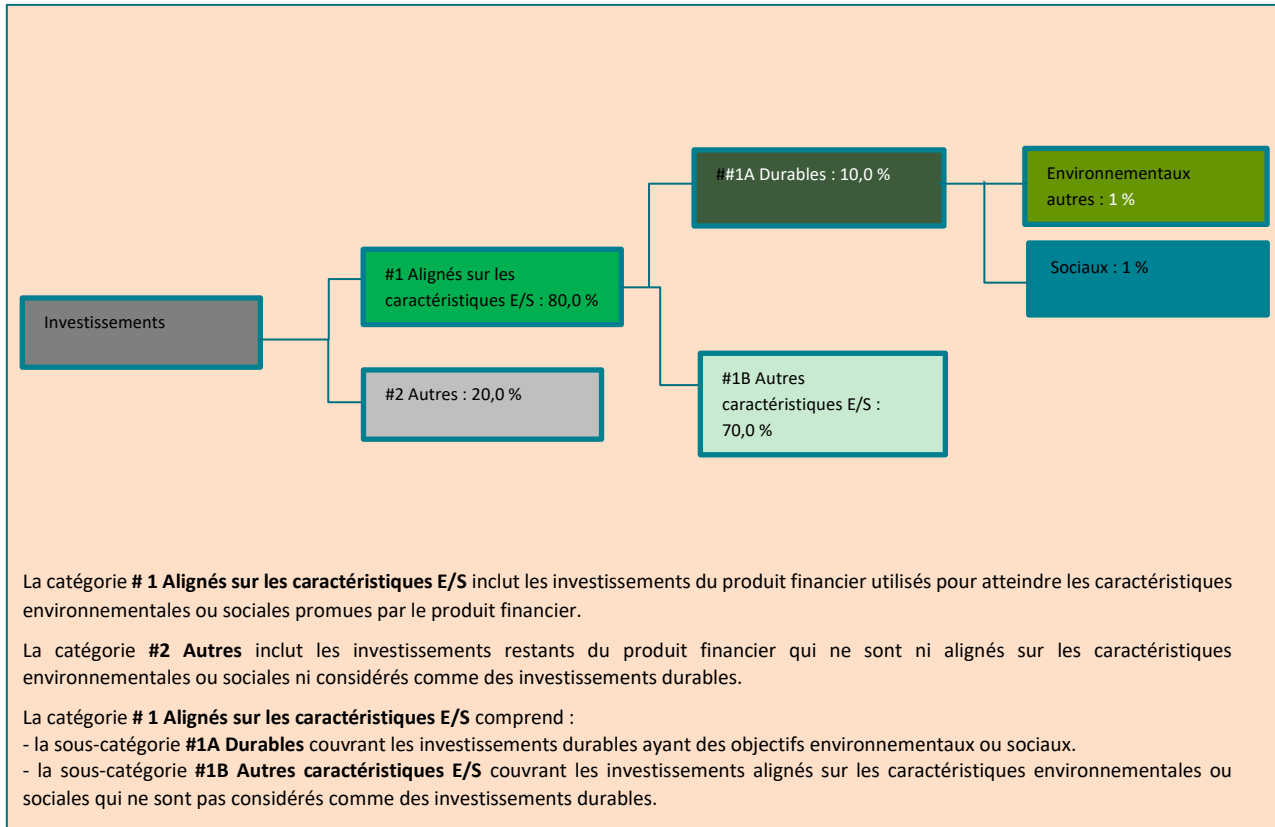 ##1A Durables : 10,0 %
Environnementaux
autres : 1 %
Sociaux : 1 %
#1 Alignés sur les
caractéristiques E/S : 80,0 %
Investissements
#2 Autres : 20,0 %
#1B Autres
caractéristiques E/S :
70,0 %
La catégorie # 1 Alignés sur les caractéristiques E/S inclut les investissements du produit financier utilisés pour atteindre les caractéristiques
environnementales ou sociales promues par le produit financier.
La catégorie #2 Autres inclut les investissements restants du produit financier qui ne sont ni alignés sur les caractéristiques
environnementales ou sociales ni considérés comme des investissements durables.
La catégorie # 1 Alignés sur les caractéristiques E/S comprend :
- la sous-catégorie #1A Durables couvrant les investissements durables ayant des objectifs environnementaux ou sociaux.
- la sous-catégorie #1B Autres caractéristiques E/S couvrant les investissements alignés sur les caractéristiques environnementales ou
sociales qui ne sont pas considérés comme des investissements durables.